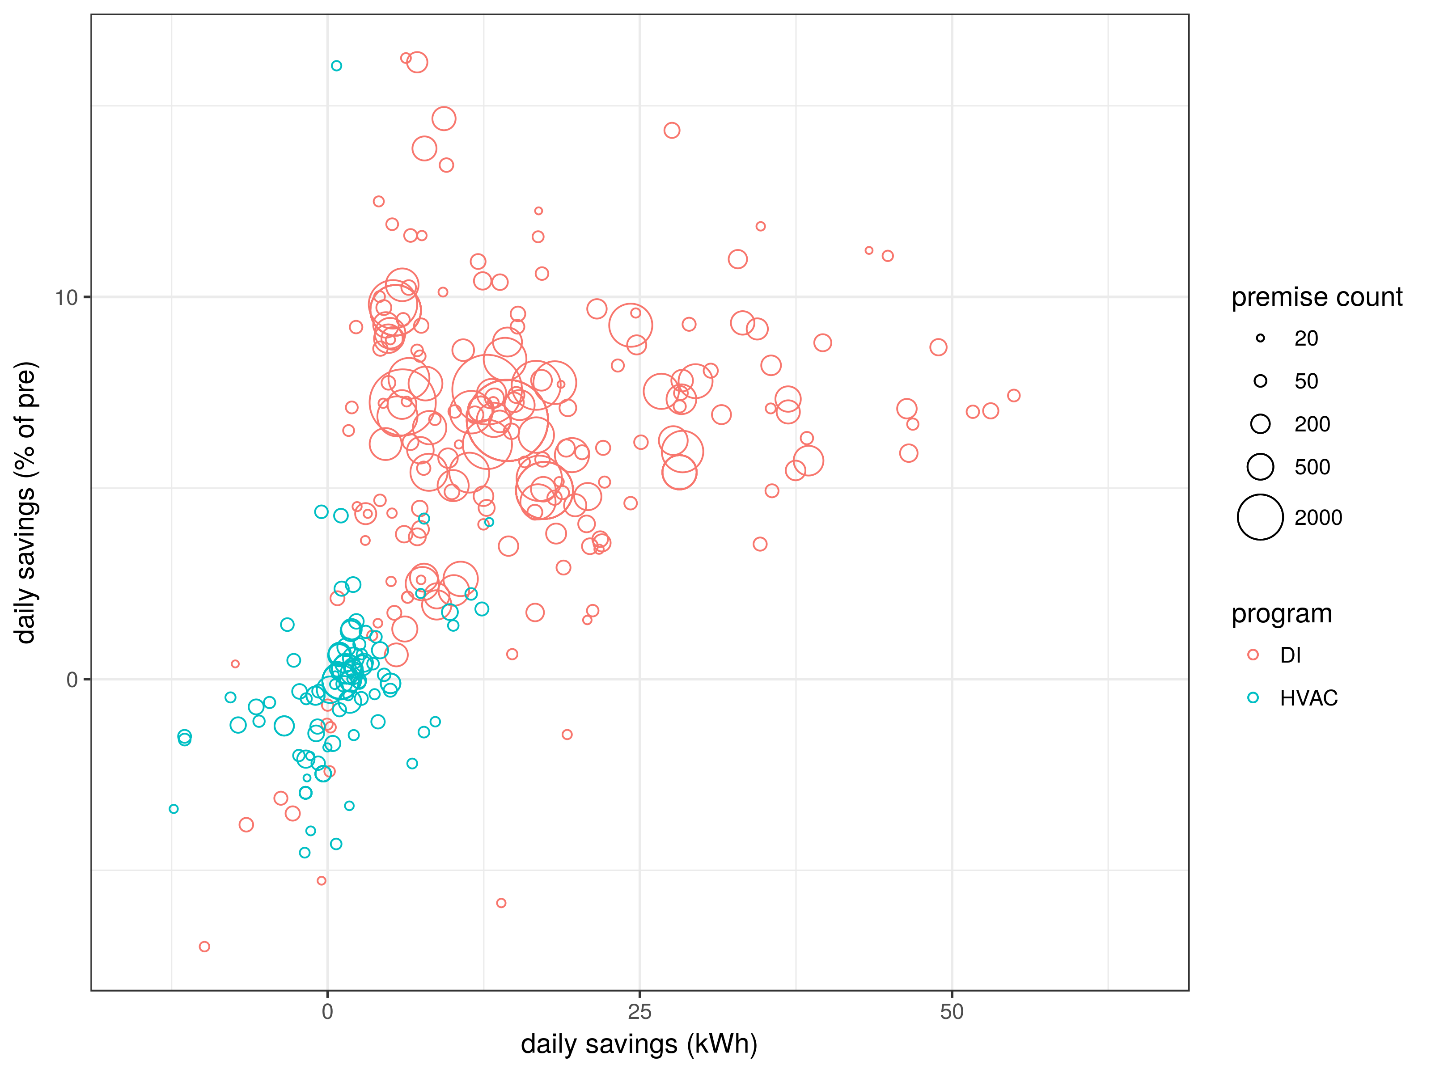 daily savings (% of pre)
10
0
0
25
50
daily savings (kWh)
premise count
20
50
200
500
2000
program
DI
HVAC